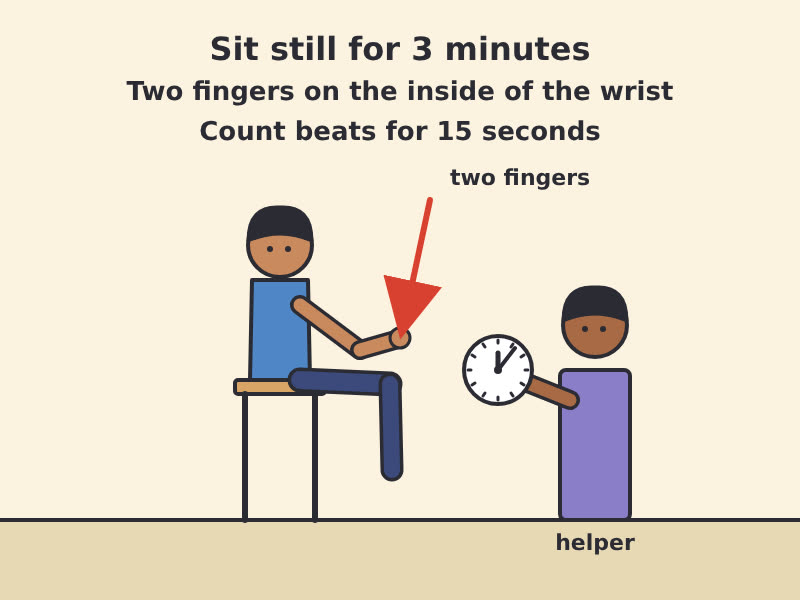 Sit still for 3 minutes
Two fingers on the inside of the wrist
Count beats for 15 seconds
two fingers
helper